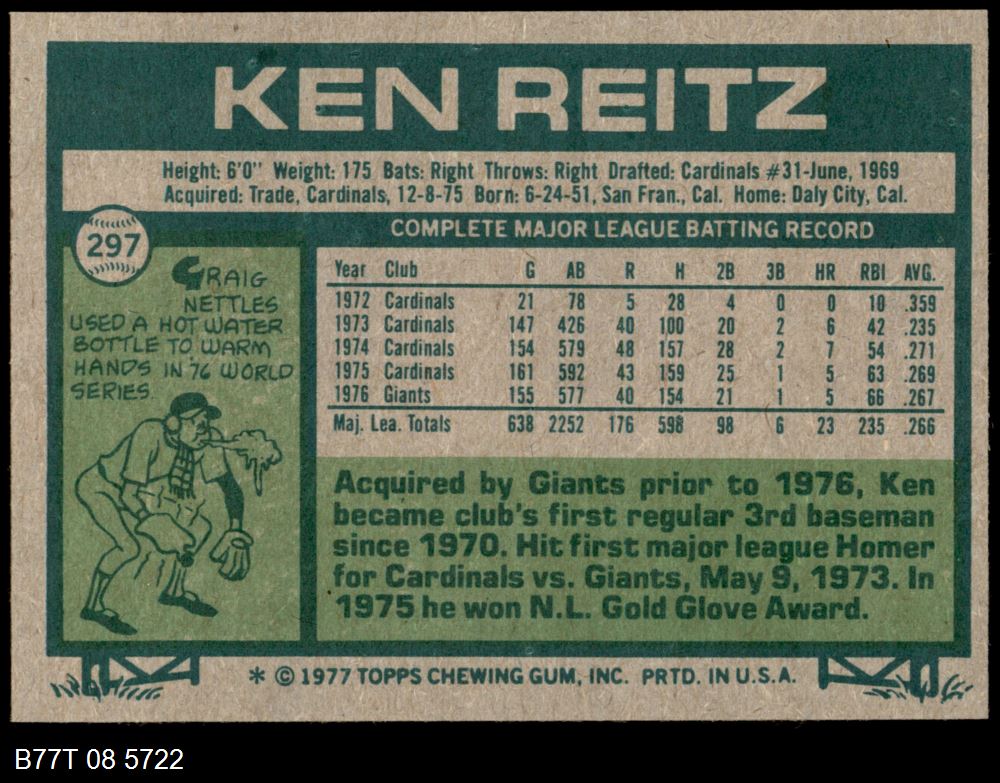 KEN REITZ
Height: 6'0" Weight: 175 Bats: Right Throws: Right Drafted: Cardinals #31-June, 1969
Acquired: Trade, Cardinals, 12-8-75 Born: 6-24-51, San Fran., Cal. Home: Daly City, Cal.
297
GRAIG
NETTLES
USED A HOT WATER
BOTTLE TO WARM
HANDS IN '76 WORLD
SERIES
COMPLETE MAJOR LEAGUE BATTING RECORD
Year Club G AB R H 2B 3B HR RBI AVG.
1972 Cardinals 21 78 5 28 4 0 0 10 .359
1973 Cardinals 147 426 40 100 20 2 6 42 .235
1974 Cardinals 154 579 48 157 28 2 7 54 .271
1975 Cardinals 161 592 43 159 25 1 5 63 .269
1976 Giants 155 577 40 154 21 1 5 66 .267
Maj. Lea. Totals 638 2252 176 598 98 6 23 235 .266
Acquired by Giants prior to 1976, Ken
became club's first regular 3rd baseman
since 1970. Hit first major league Homer
for Cardinals vs. Giants, May 9, 1973. In
1975 he won N.L. Gold Glove Award.
* © 1977 TOPPS CHEWING GUM, INC. PRTD. IN U.S.A.
B77T 08 5722